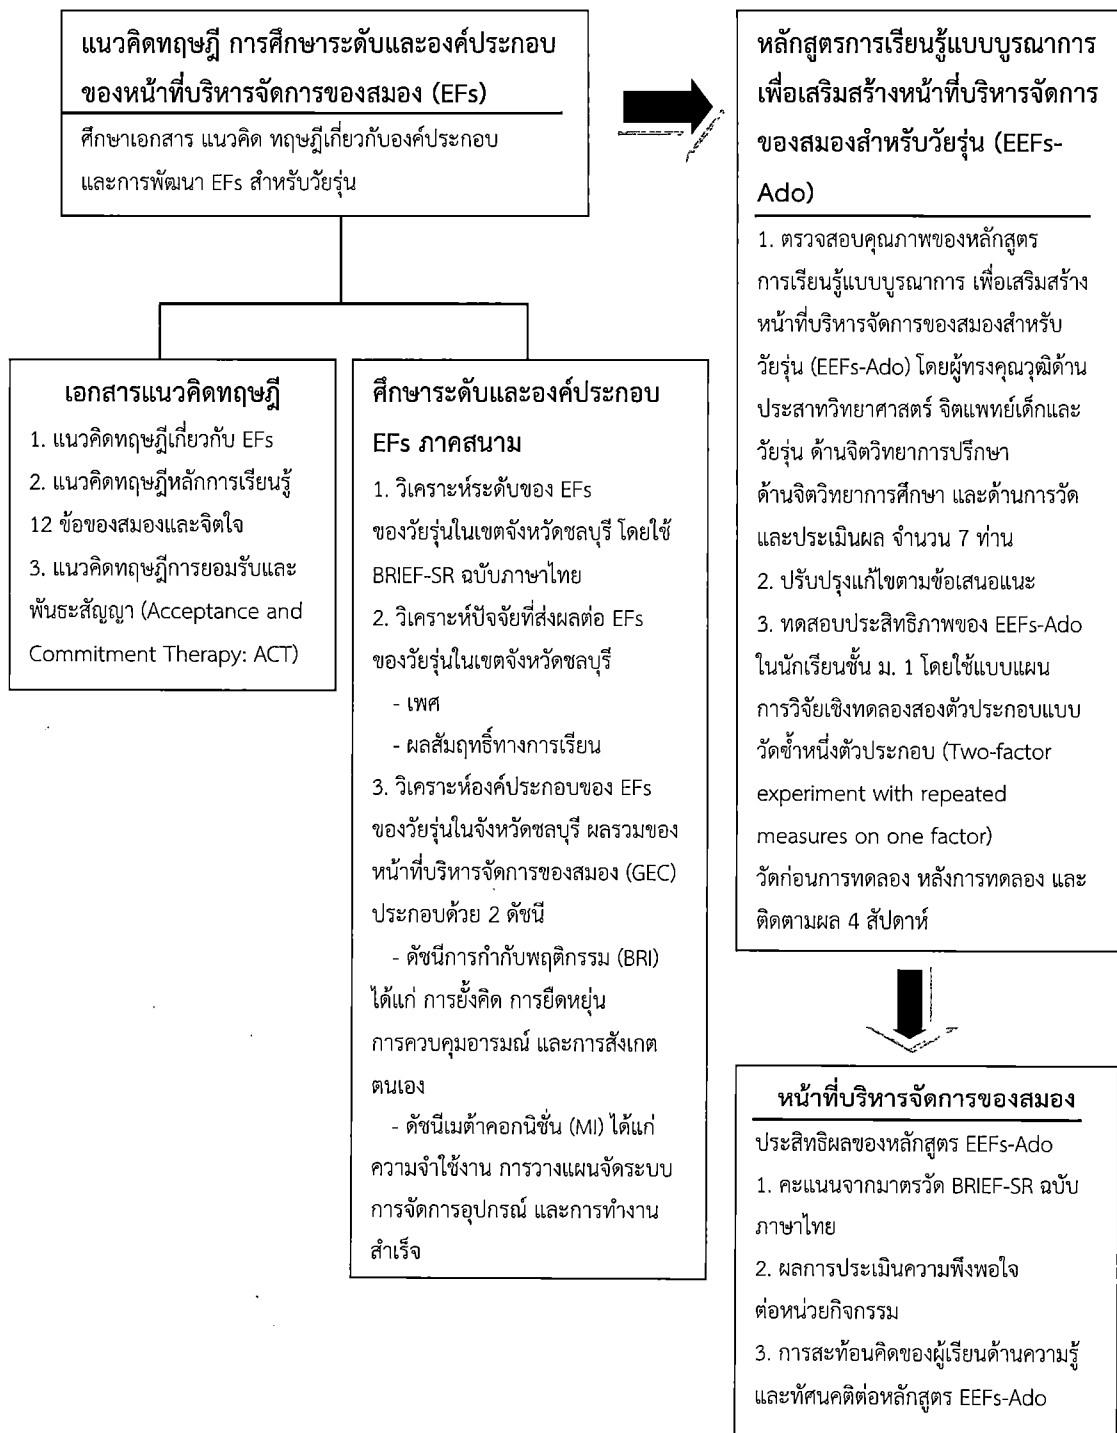 แนวคิดทฤษฎี การศึกษาระดับและองค์ประกอบ
ของหน้าที่บริหารจัดการของสมอง (EFs)
ศึกษาเอกสาร แนวคิด ทฤษฎีเกี่ยวกับองค์ประกอบ
และการพัฒนา EFs สำหรับวัยรุ่น
เอกสารแนวคิดทฤษฎี
1. แนวคิดทฤษฎีเกี่ยวกับ EFs
2. แนวคิดทฤษฎีหลักการเรียนรู้
12 ข้อของสมองและจิตใจ
3. แนวคิดทฤษฎีการยอมรับและ
พันธะสัญญา (Acceptance and
Commitment Therapy: ACT)
ศึกษาระดับและองค์ประกอบ
EFs ภาคสนาม
1. วิเคราะห์ระดับของ EFs
ของวัยรุ่นในเขตจังหวัดชลบุรี โดยใช้
BRIEF-SR ฉบับภาษาไทย
2. วิเคราะห์ปัจจัยที่ส่งผลต่อ EFs
ของวัยรุ่นในเขตจังหวัดชลบุรี
- เพศ
- ผลสัมฤทธิ์ทางการเรียน
3. วิเคราะห์องค์ประกอบของ EFs
ของวัยรุ่นในจังหวัดชลบุรี ผลรวมของ
หน้าที่บริหารจัดการของสมอง (GEC)
ประกอบด้วย 2 ดัชนี
- ดัชนีการกำกับพฤติกรรม (BRI)
ได้แก่ การยั้งคิด การยืดหยุ่น
การควบคุมอารมณ์ และการสังเกต
ตนเอง
- ดัชนีเมต้าคอกนิชั่น (MI) ได้แก่
ความจำใช้งาน การวางแผนจัดระบบ
การจัดการอุปกรณ์ และการทำงาน
สำเร็จ
หลักสูตรการเรียนรู้แบบบูรณาการ
เพื่อเสริมสร้างหน้าที่บริหารจัดการ
ของสมองสำหรับวัยรุ่น (EEFs-
Ado)
1. ตรวจสอบคุณภาพของหลักสูตร
การเรียนรู้แบบบูรณาการ เพื่อเสริมสร้าง
หน้าที่บริหารจัดการของสมองสำหรับ
วัยรุ่น (EEFs-Ado) โดยผู้ทรงคุณวุฒิด้าน
ประสาทวิทยาศาสตร์ จิตแพทย์เด็กและ
วัยรุ่น ด้านจิตวิทยาการปรึกษา
ด้านจิตวิทยาการศึกษา และด้านการวัด
และประเมินผล จำนวน 7 ท่าน
2. ปรับปรุงแก้ไขตามข้อเสนอแนะ
3. ทดสอบประสิทธิภาพของ EEFs-Ado
ในนักเรียนชั้น ม. 1 โดยใช้แบบแผน
การวิจัยเชิงทดลองสองตัวประกอบแบบ
วัดซ้ำหนึ่งตัวประกอบ (Two-factor
experiment with repeated
measures on one factor)
วัดก่อนการทดลอง หลังการทดลอง และ
ติดตามผล 4 สัปดาห์
หน้าที่บริหารจัดการของสมอง
ประสิทธิผลของหลักสูตร EEFs-Ado
1. คะแนนจากมาตรวัด BRIEF-SR ฉบับ
ภาษาไทย
2. ผลการประเมินความพึงพอใจ
ต่อหน่วยกิจกรรม
3. การสะท้อนคิดของผู้เรียนด้านความรู้
และทัศนคติต่อหลักสูตร EEFs-Ado